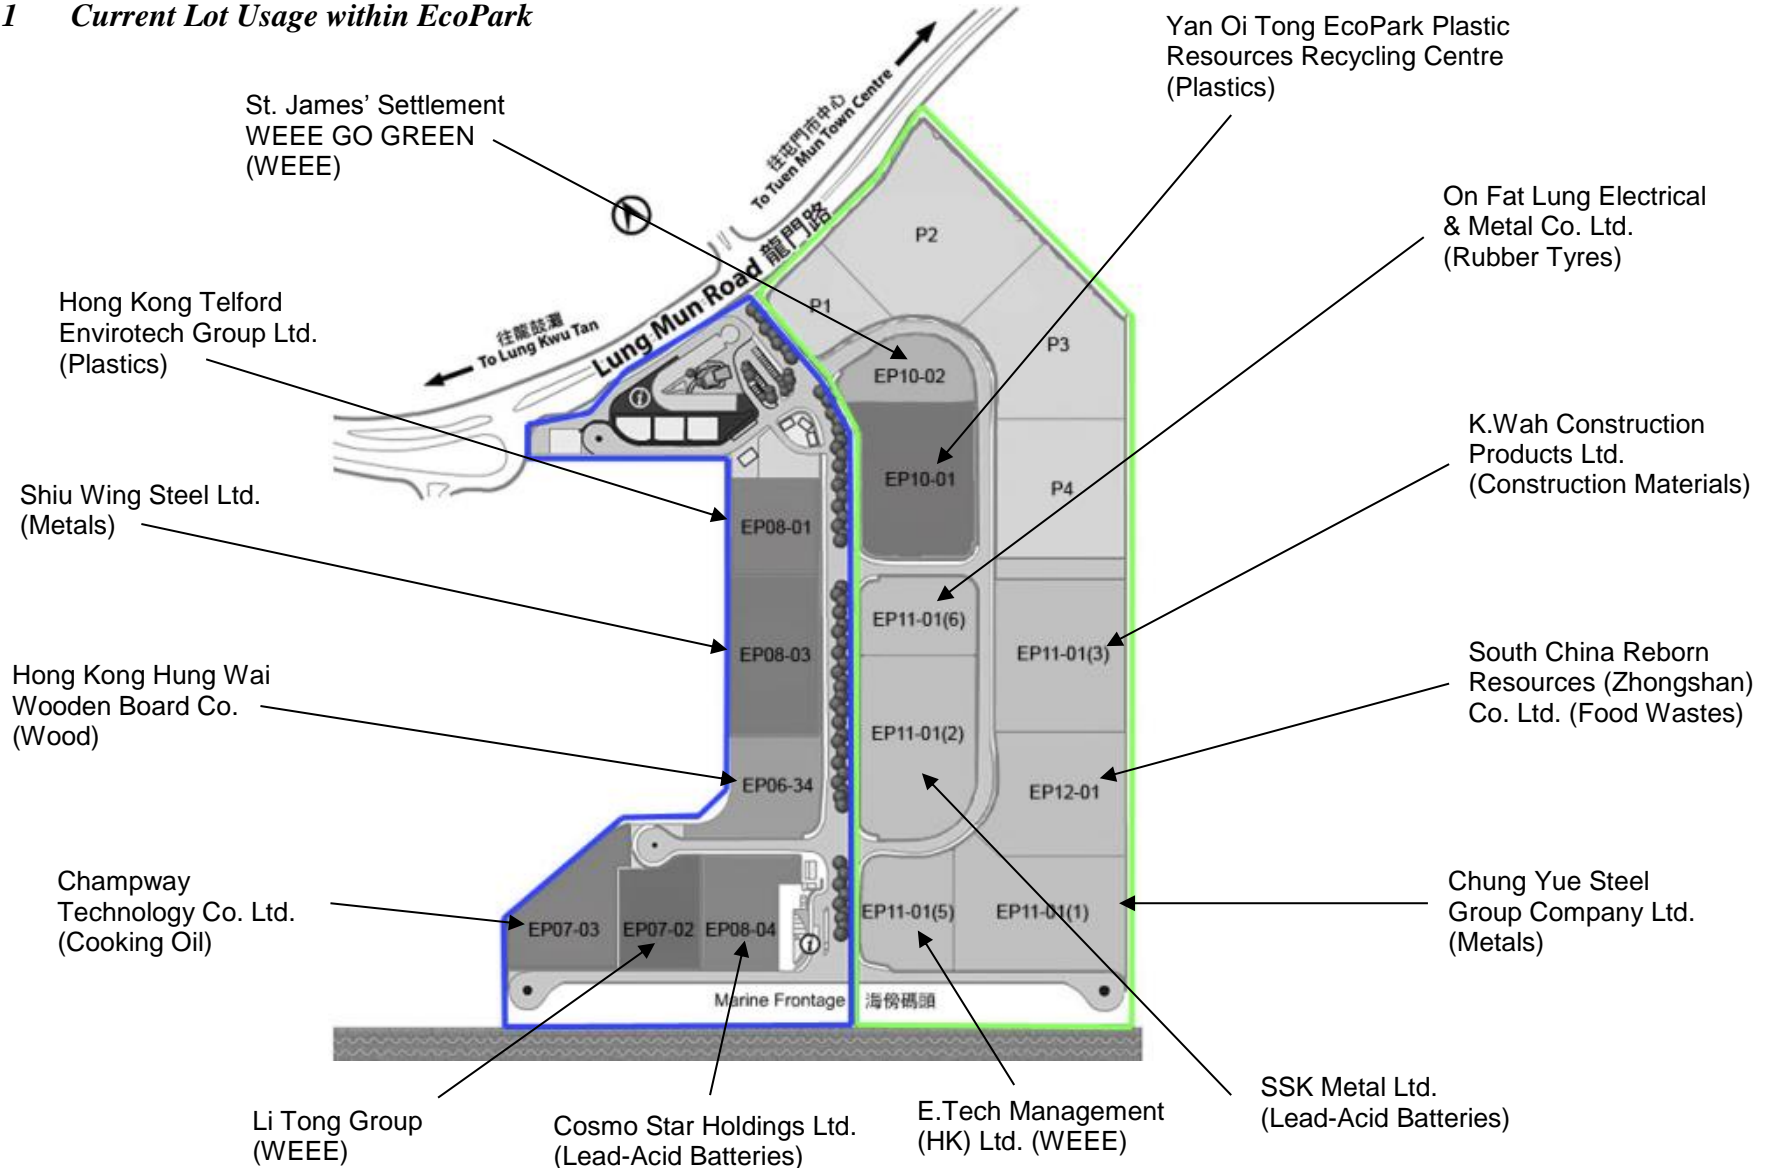 1 Current Lot Usage within EcoPark
Yan Oi Tong EcoPark Plastic
Resources Recycling Centre
(Plastics)
St. James' Settlement
WEEE GO GREEN
(WEEE)
往屯門市中心
To Tuen Mun Town Centre
On Fat Lung Electrical
& Metal Co. Ltd.
(Rubber Tyres)
Lung Mun Road 龍門路
P2
Hong Kong Telford
Envirotech Group Ltd.
(Plastics)
往龍鼓灘
To Lung Kwu Tan
P1
P3
EP10-02
K.Wah Construction
Products Ltd.
(Construction Materials)
i
EP10-01
P4
Shiu Wing Steel Ltd.
(Metals)
EP08-01
EP11-01(6)
EP08-03
EP11-01(3)
South China Reborn
Resources (Zhongshan)
Co. Ltd. (Food Wastes)
Hong Kong Hung Wai
Wooden Board Co.
(Wood)
EP11-01(2)
EP06-34
EP12-01
Champway
Technology Co. Ltd.
(Cooking Oil)
Chung Yue Steel
Group Company Ltd.
(Metals)
EP07-03
EP07-02
EP08-04
i
EP11-01(5)
EP11-01(1)
Marine Frontage 海傍碼頭
Li Tong Group
(WEEE)
Cosmo Star Holdings Ltd.
(Lead-Acid Batteries)
E.Tech Management
(HK) Ltd. (WEEE)
SSK Metal Ltd.
(Lead-Acid Batteries)